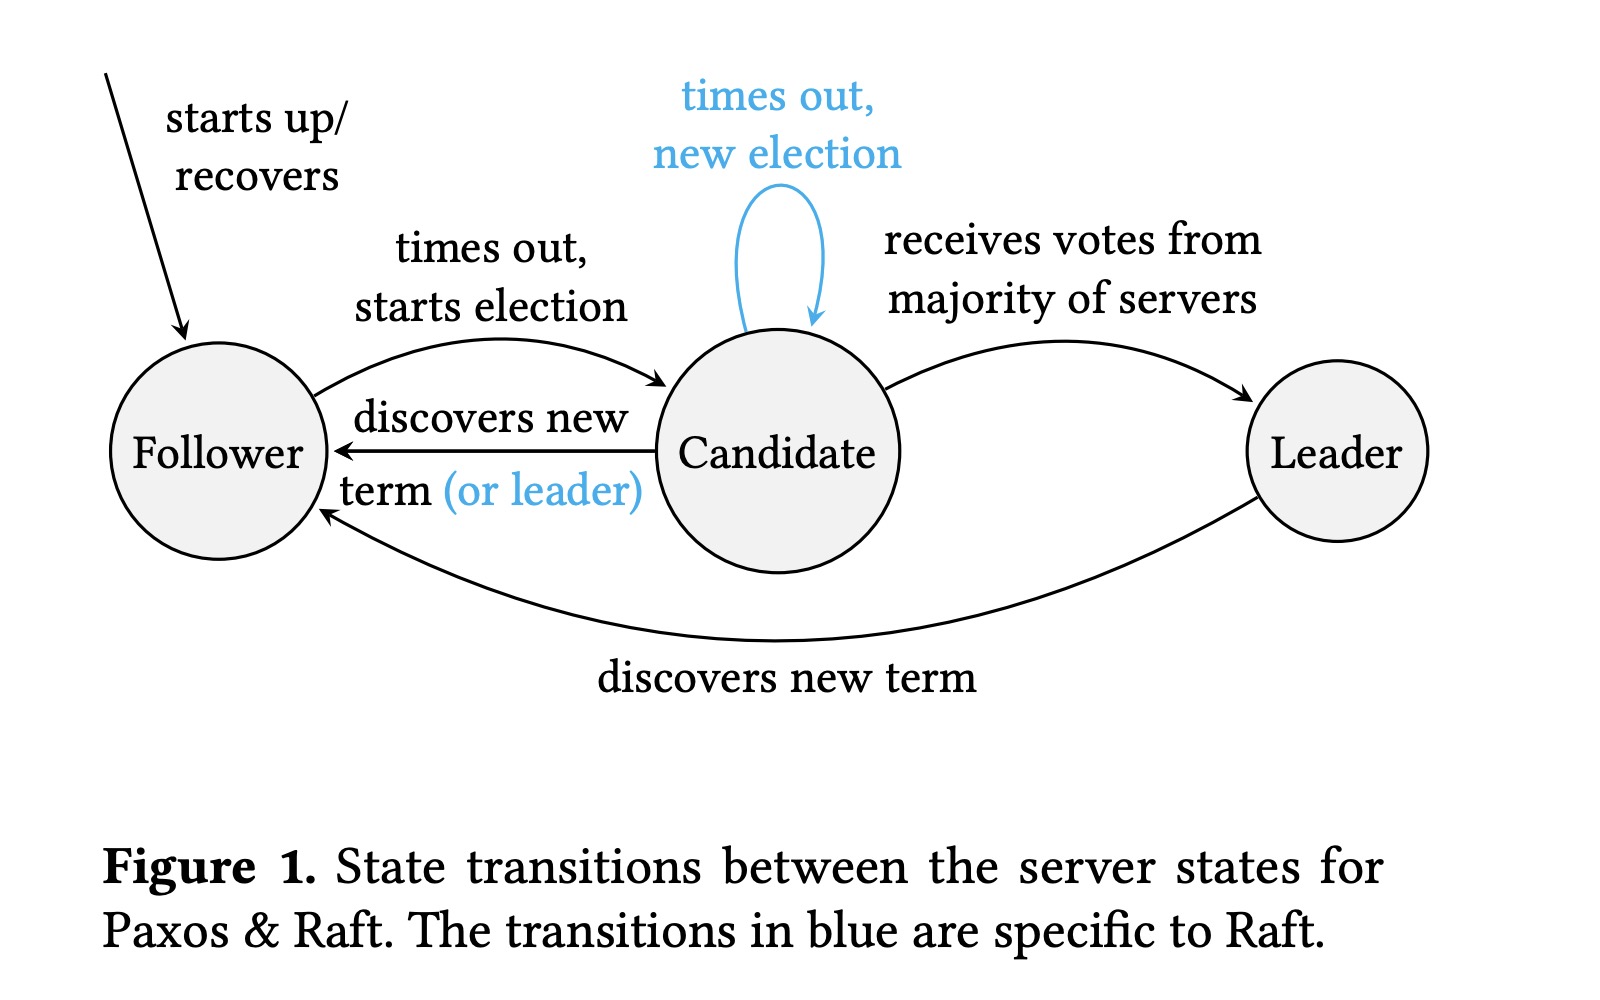 starts up/
recovers
times out,
new election
times out,
starts election
receives votes from
majority of servers
discovers new
Follower
Candidate
Leader
term (or leader)
discovers new term
Figure 1. State transitions between the server states for
Paxos & Raft. The transitions in blue are specific to Raft.